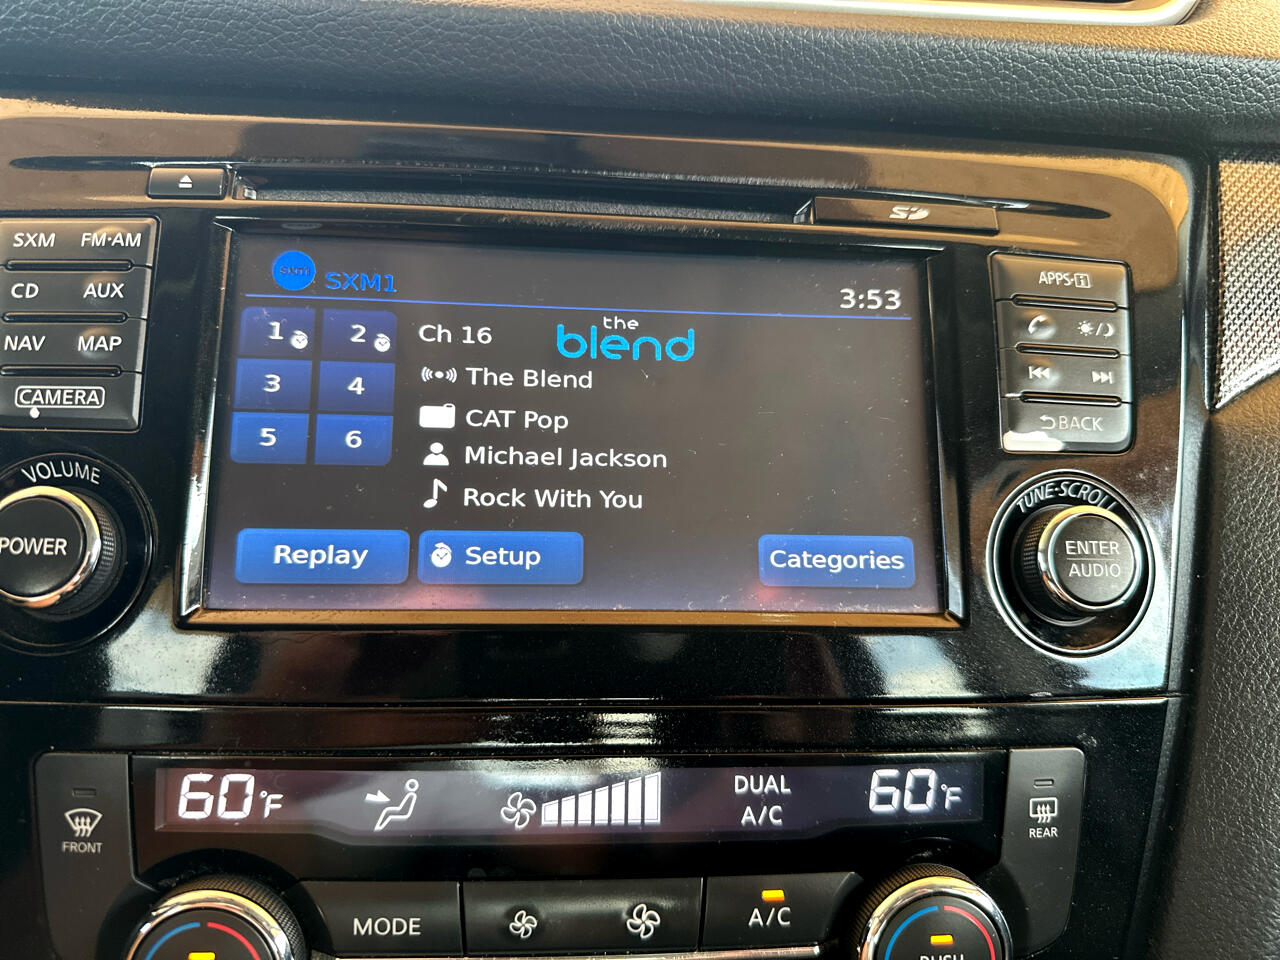 SXM FM·AM
CD AUX
NAV MAP
CAMERA
VOLUME
POWER
SD
sxm
SXM1
3:53
1 2
3 4
5 6
Ch 16
the
blend
The Blend
CAT Pop
Michael Jackson
Rock With You
Replay
Setup
Categories
APPS·i
BACK
TUNE·SCROLL
ENTER
AUDIO
60°F
DUAL
A/C
60°F
FRONT
REAR
MODE
A/C
PUSH